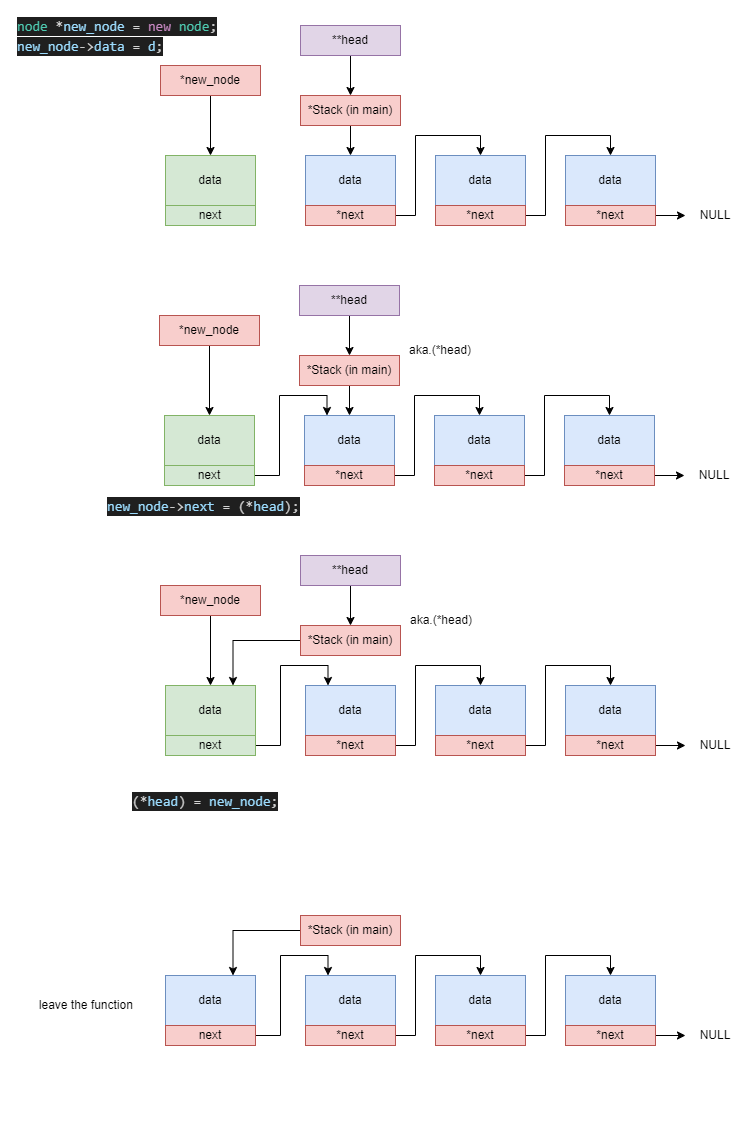 node *new_node = new node;
new_node->data = d;
**head
*new_node
*Stack (in main)
data
data
data
data
next
*next
*next
*next
NULL
**head
*new_node
aka.(*head)
*Stack (in main)
data
data
data
data
next
*next
*next
*next
NULL
new_node->next = (*head);
**head
*new_node
aka.(*head)
*Stack (in main)
data
data
data
data
next
*next
*next
*next
NULL
(*head) = new_node;
*Stack (in main)
leave the function
data
data
data
data
next
*next
*next
*next
NULL